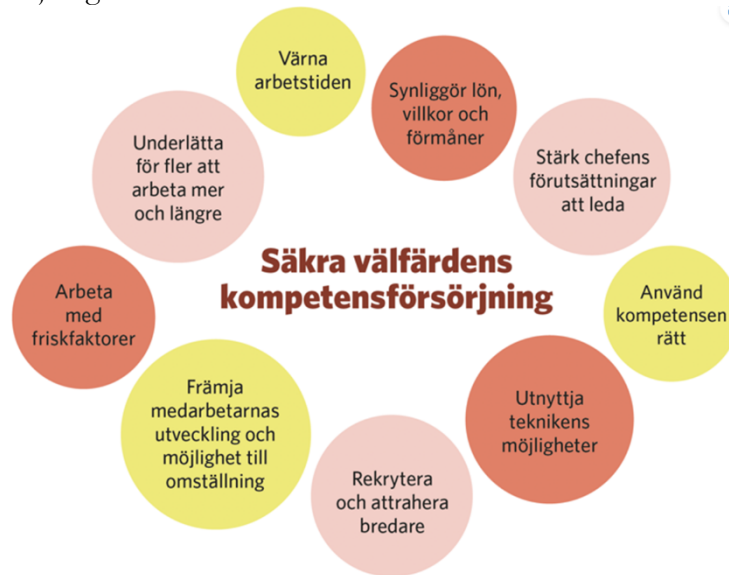 Värna
arbetstiden
Synliggör lön,
villkor och
förmåner
Stärk chefens
förutsättningar
att leda
Använd
kompetensen
rätt
Utnyttja
teknikens
möjligheter
Rekrytera
och attrahera
bredare
Främja
medarbetarnas
utveckling och
möjlighet till
omställning
Arbeta
med
friskfaktorer
Underlätta
för fler att
arbeta mer
och längre
Säkra välfärdens
kompetensförsörjning